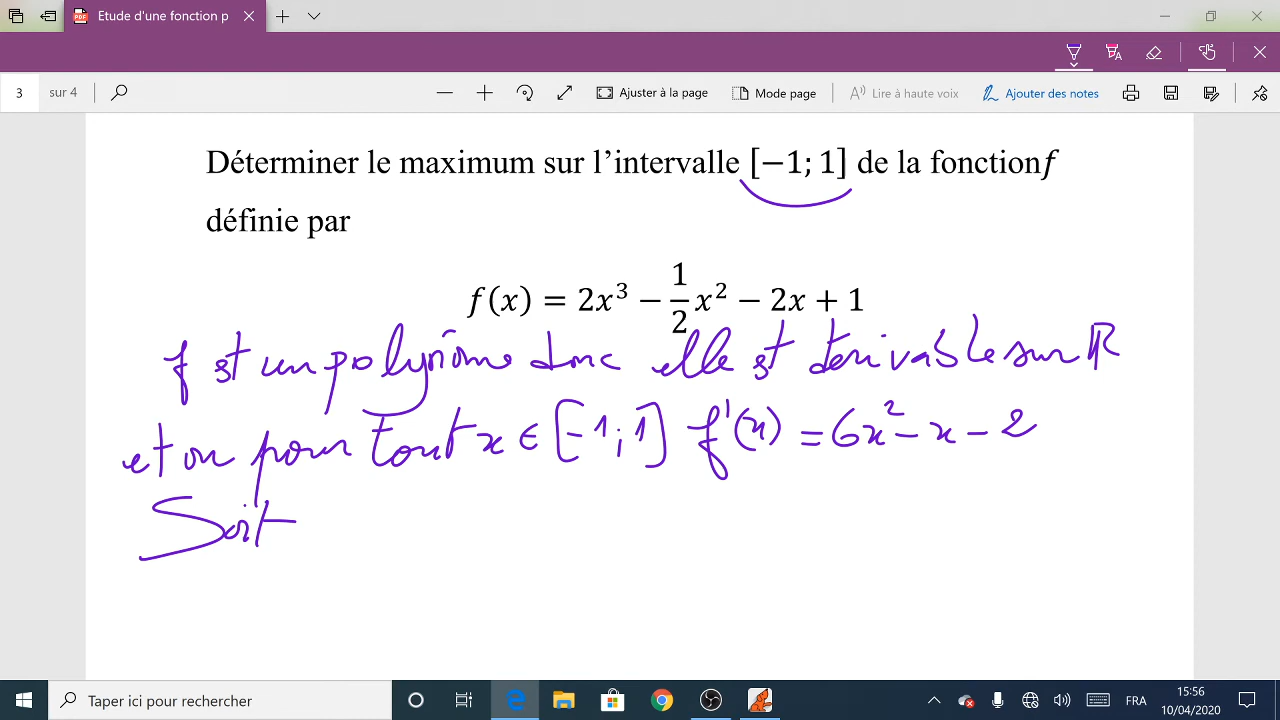 Etude d'une fonction p
3 sur 4 Ajuster à la page Mode page Lire à haute voix Ajouter des notes
Déterminer le maximum sur l'intervalle [−1; 1] de la fonctionf
définie par
f(x) = 2x³ − 1/2 x² − 2x + 1
f est un polynôme donc elle est dérivable sur ℝ
et on pour tout x ∈ [-1; 1] f'(x) = 6x² - x - 2
Soit
Taper ici pour rechercher
FRA
15:56
10/04/2020